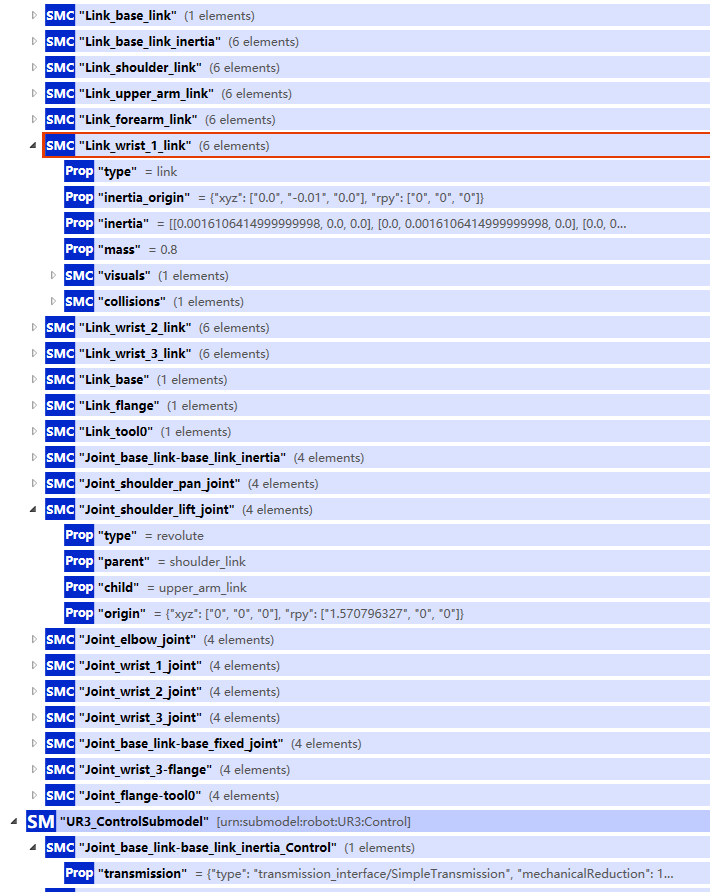 SMC "Link_base_link" (1 elements)
SMC "Link_base_link_inertia" (6 elements)
SMC "Link_shoulder_link" (6 elements)
SMC "Link_upper_arm_link" (6 elements)
SMC "Link_forearm_link" (6 elements)
SMC "Link_wrist_1_link" (6 elements)
Prop "type" = link
Prop "inertia_origin" = {"xyz": ["0.0", "-0.01", "0.0"], "rpy": ["0", "0", "0"]}
Prop "inertia" = [[0.0016106414999999998, 0.0, 0.0], [0.0, 0.0016106414999999998, 0.0], [0.0, 0...
Prop "mass" = 0.8
SMC "visuals" (1 elements)
SMC "collisions" (1 elements)
SMC "Link_wrist_2_link" (6 elements)
SMC "Link_wrist_3_link" (6 elements)
SMC "Link_base" (1 elements)
SMC "Link_flange" (1 elements)
SMC "Link_tool0" (1 elements)
SMC "Joint_base_link-base_link_inertia" (4 elements)
SMC "Joint_shoulder_pan_joint" (4 elements)
SMC "Joint_shoulder_lift_joint" (4 elements)
Prop "type" = revolute
Prop "parent" = shoulder_link
Prop "child" = upper_arm_link
Prop "origin" = {"xyz": ["0", "0", "0"], "rpy": ["1.570796327", "0", "0"]}
SMC "Joint_elbow_joint" (4 elements)
SMC "Joint_wrist_1_joint" (4 elements)
SMC "Joint_wrist_2_joint" (4 elements)
SMC "Joint_wrist_3_joint" (4 elements)
SMC "Joint_base_link-base_fixed_joint" (4 elements)
SMC "Joint_wrist_3-flange" (4 elements)
SMC "Joint_flange-tool0" (4 elements)
SM "UR3_ControlSubmodel" [urn:submodel:robot:UR3:Control]
SMC "Joint_base_link-base_link_inertia_Control" (1 elements)
Prop "transmission" = {"type": "transmission_interface/SimpleTransmission", "mechanicalReduction": 1...